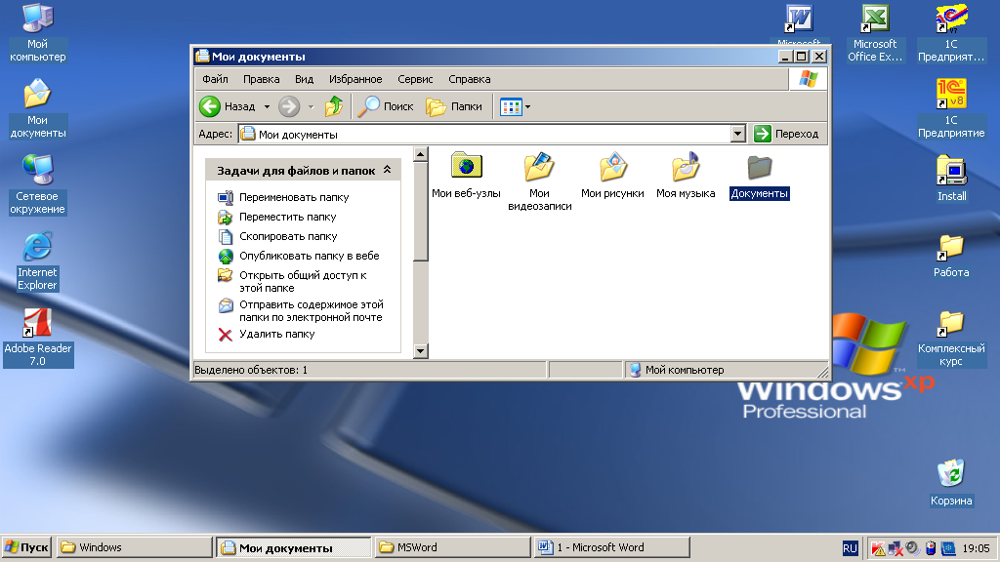 Мой
компьютер
Мои
документы
Сетевое
окружение
Internet
Explorer
Adobe Reader
7.0
Мои документы
Файл Правка Вид Избранное Сервис Справка
Назад Поиск Папки
Адрес: Мои документы Переход
Задачи для файлов и папок
Переименовать папку
Переместить папку
Скопировать папку
Опубликовать папку в вебе
Открыть общий доступ к
этой папке
Отправить содержимое этой
папки по электронной почте
Удалить папку
Мои веб-узлы
Мои
видеозаписи
Мои рисунки
Моя музыка
Документы
Выделено объектов: 1
Мой компьютер
Microsoft
Microsoft
Office Ex...
1С
Предприят...
1С
v8
1С
Предприятие
Install
Работа
Комплексный
курс
Windows xp
TM
Professional
Корзина
Пуск Windows Мои документы MSWord 1 - Microsoft Word RU 19:05